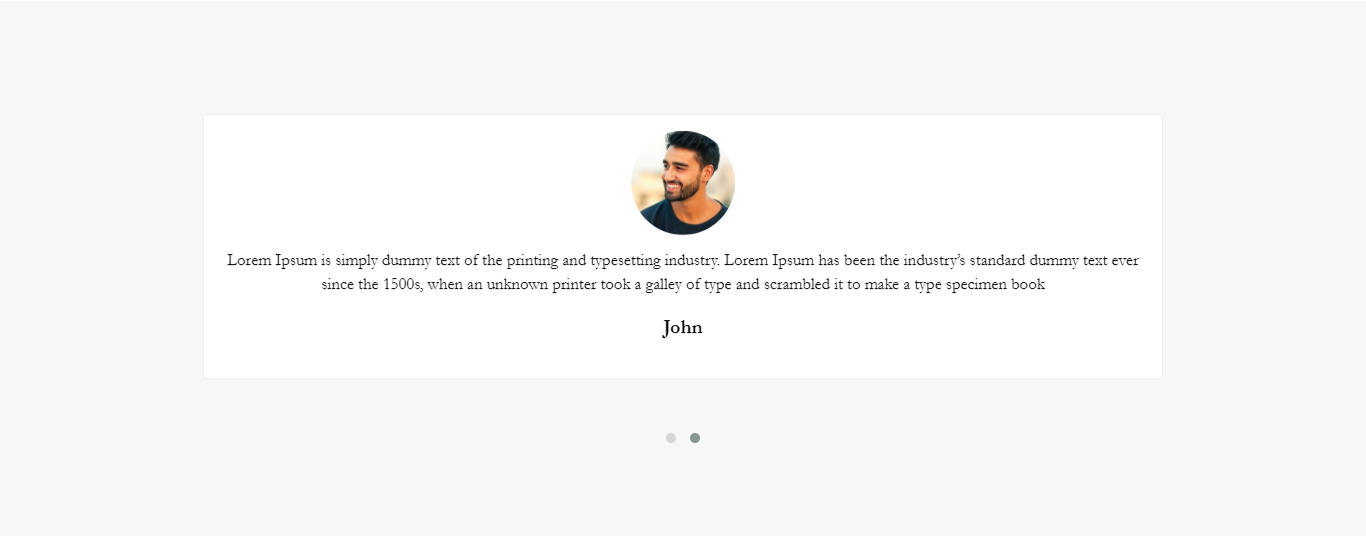 Lorem Ipsum is simply dummy text of the printing and typesetting industry. Lorem Ipsum has been the industry’s standard dummy text ever
since the 1500s, when an unknown printer took a galley of type and scrambled it to make a type specimen book
John